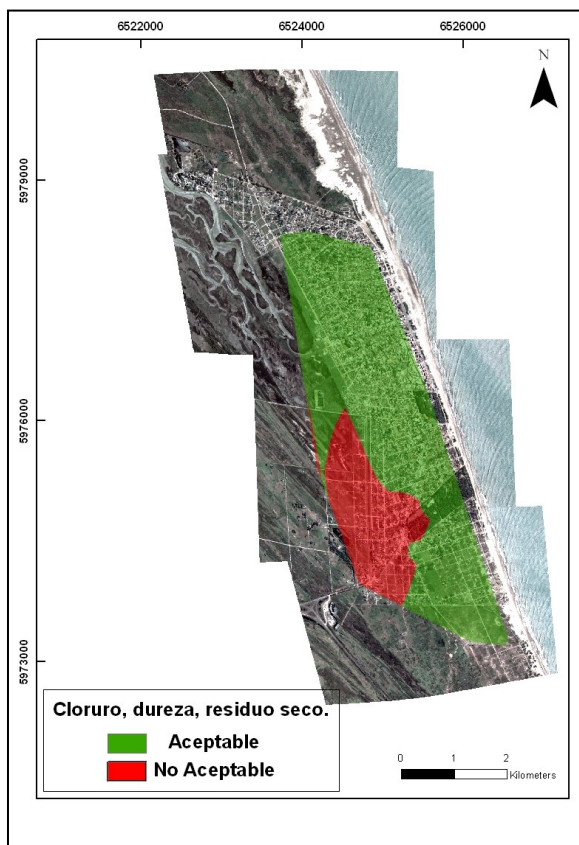 6522000 6524000 6526000
N
5979000
5976000
5973000
Cloruro, dureza, residuo seco.
Aceptable
No Aceptable
0 1 2
Kilometers